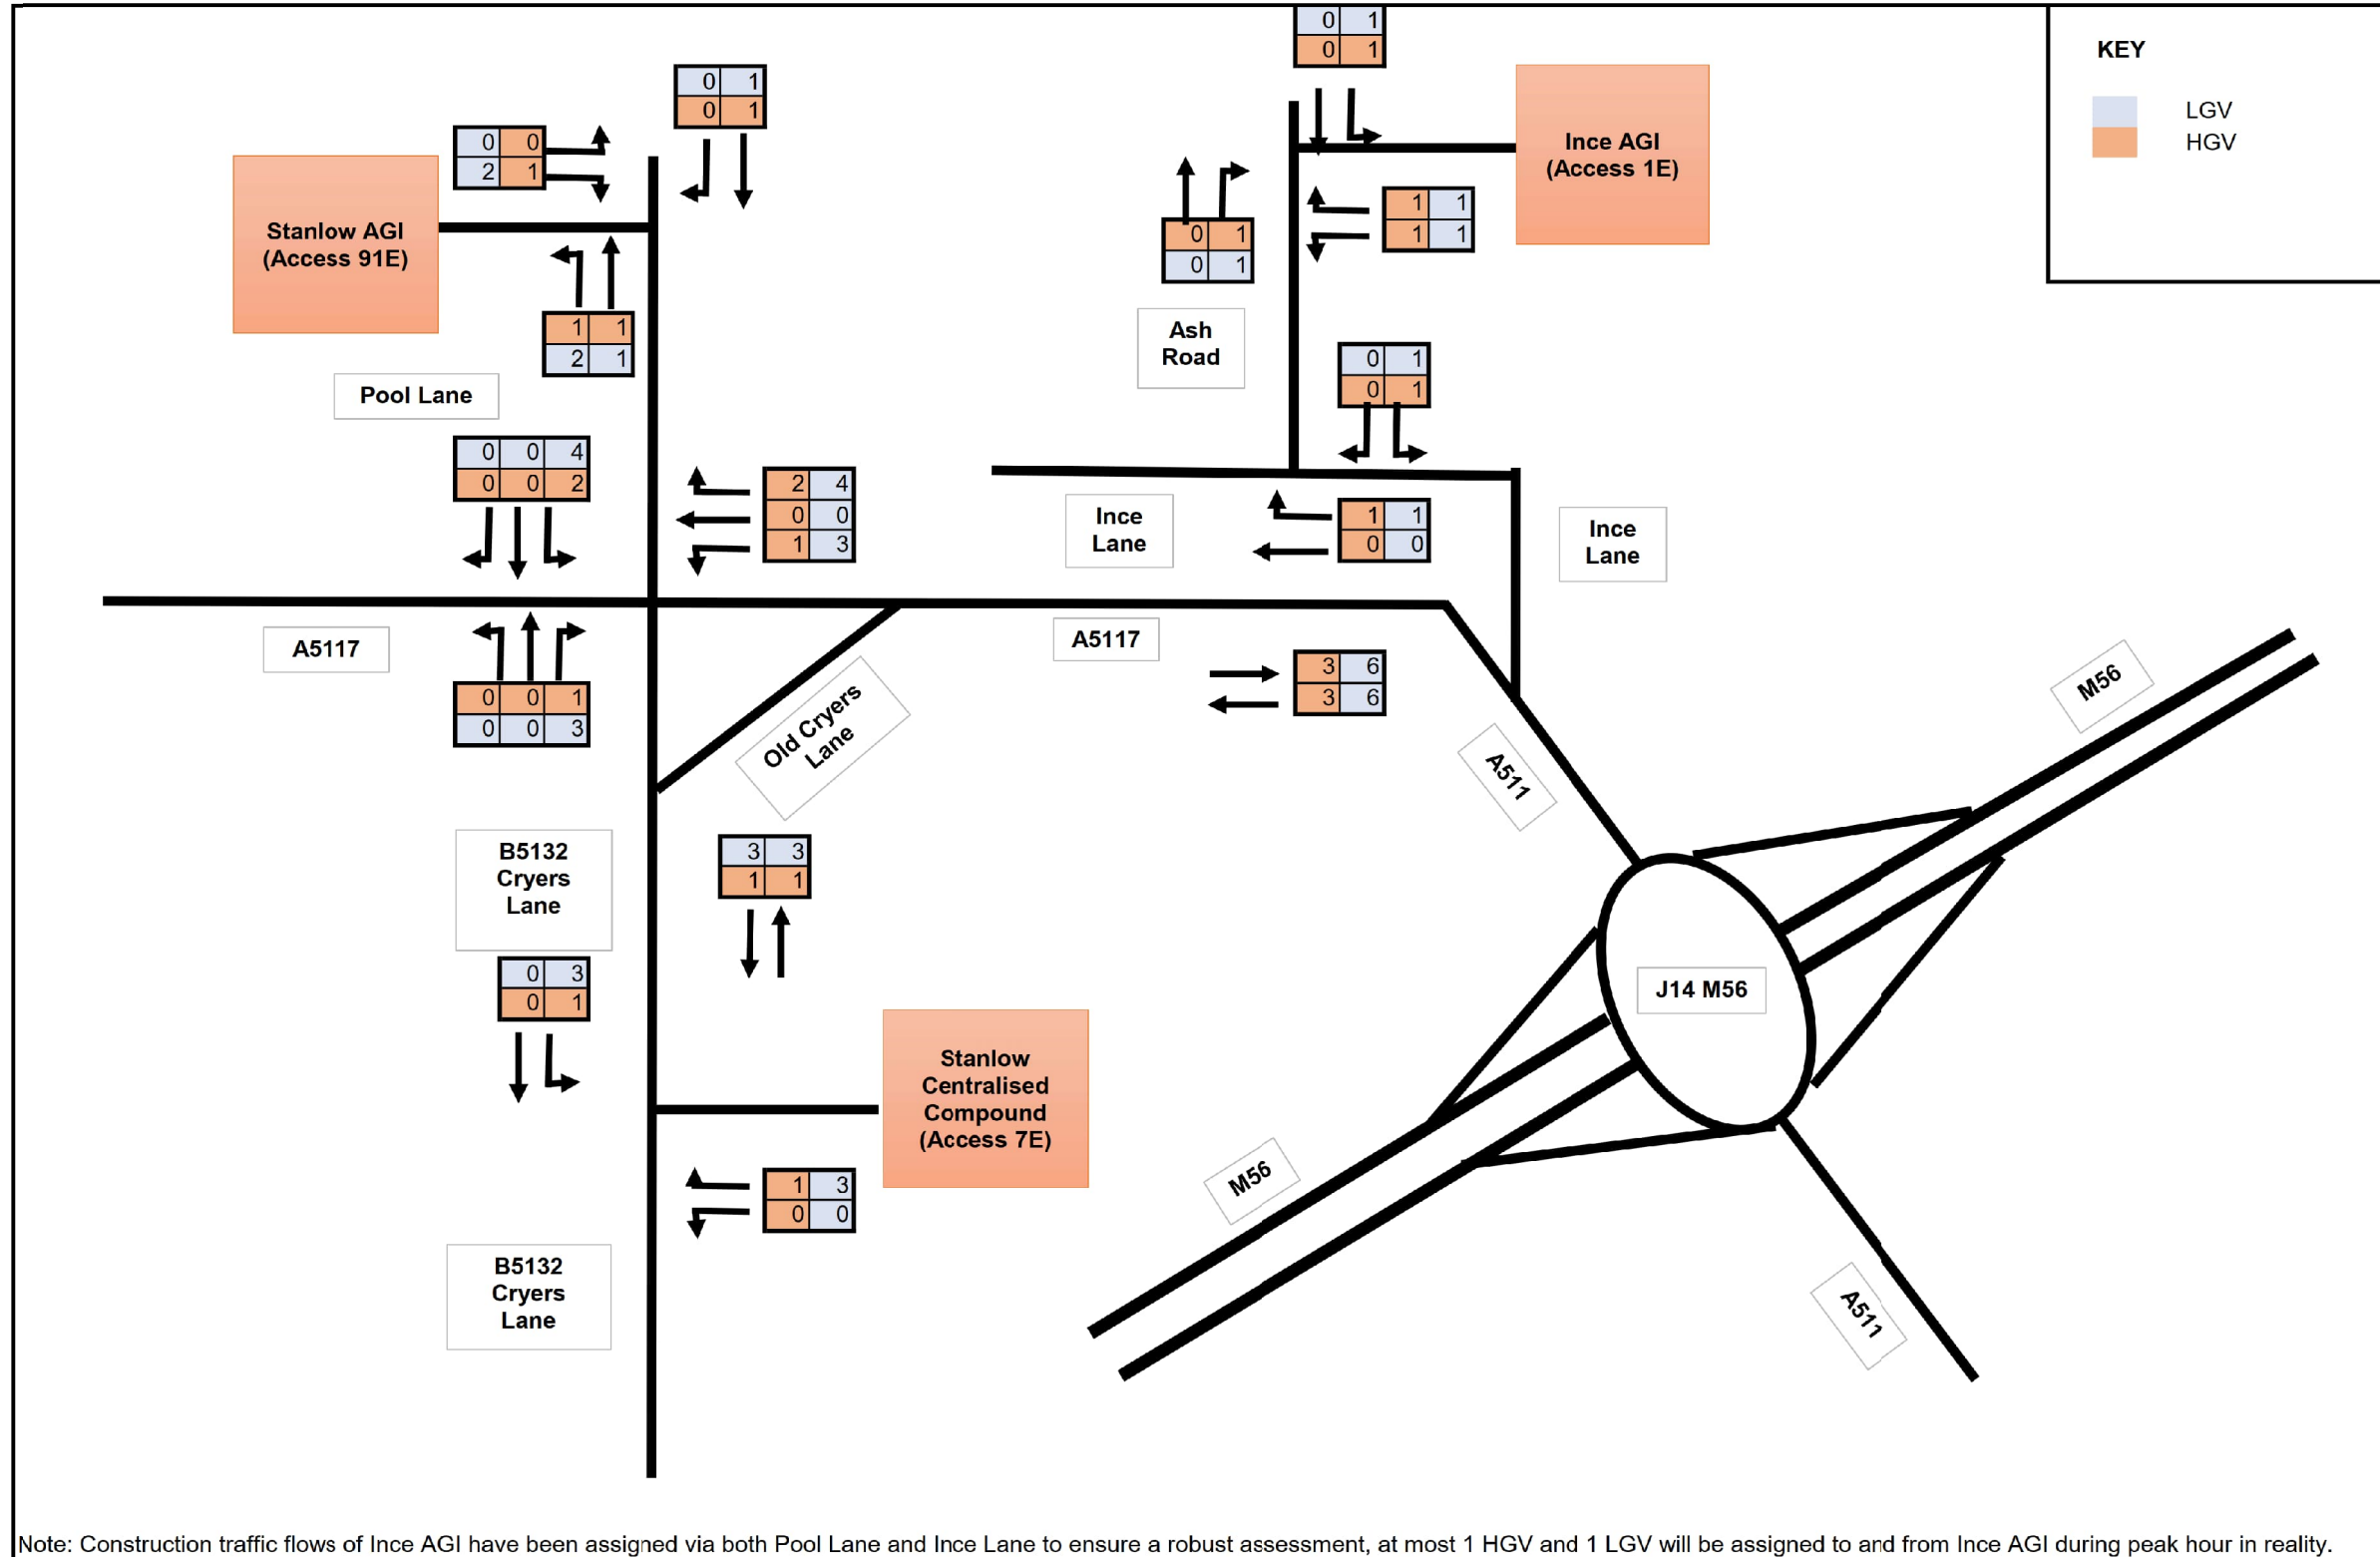 0 1
0 1
KEY
LGV
HGV
0 1
0 1
0 0
2 1
Ince AGI
(Access 1E)
Stanlow AGI
(Access 91E)
1 1
1 1
0 1
0 1
1 1
2 1
Ash
Road
Pool Lane
0 1
0 1
0 0 4
0 0 2
2 4
0 0
1 3
Ince
Lane
1 1
0 0
Ince
Lane
A5117
A5117
3 6
3 6
M56
0 0 1
0 0 3
Old Cryers
Lane
A511
B5132
Cryers
Lane
3 3
1 1
0 3
0 1
J14 M56
Stanlow
Centralised
Compound
(Access 7E)
M56
1 3
0 0
B5132
Cryers
Lane
A511
Note: Construction traffic flows of Ince AGI have been assigned via both Pool Lane and Ince Lane to ensure a robust assessment, at most 1 HGV and 1 LGV will be assigned to and from Ince AGI during peak hour in reality.